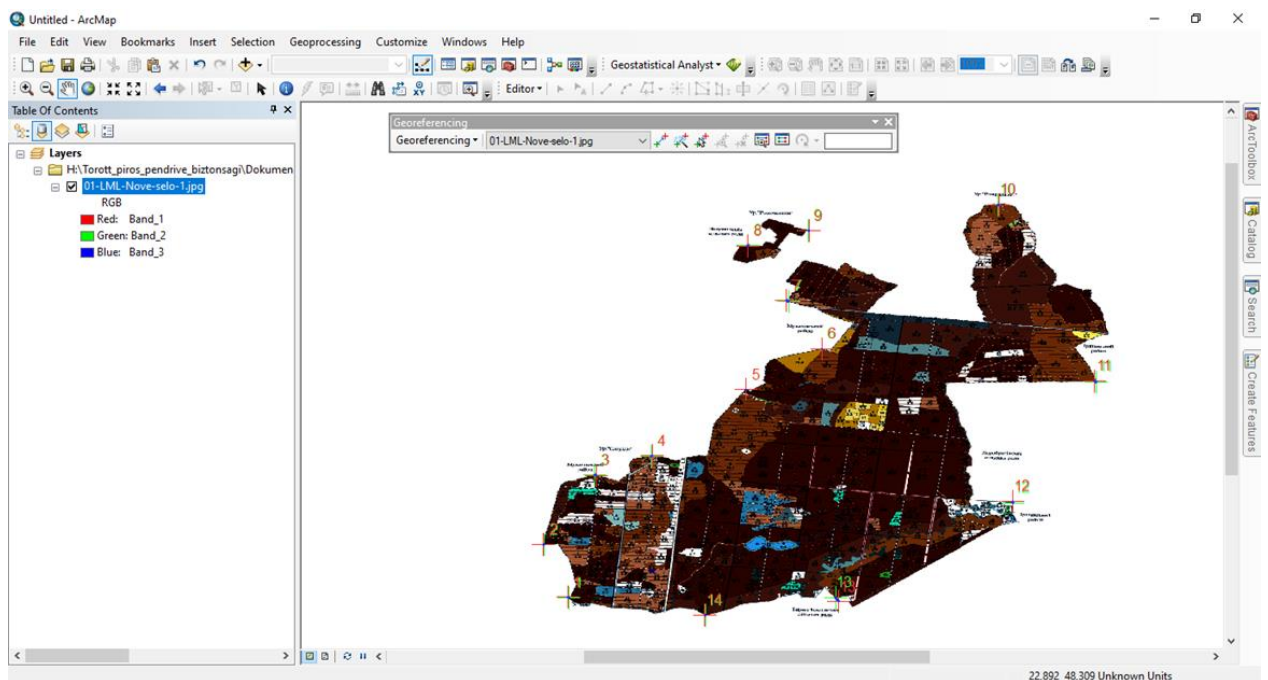 Untitled - ArcMap
File Edit View Bookmarks Insert Selection Geoprocessing Customize Windows Help
Geostatistical Analyst
Editor
Table Of Contents
Layers
H:\Torott_piros_pendrive_biztonsagi\Dokumen
01-LML-Nove-selo-1.jpg
RGB
Red: Band_1
Green: Band_2
Blue: Band_3
Georeferencing
Georeferencing 01-LML-Nove-selo-1.jpg
10
9
8
6
5
11
4
3
12
2
1
13
14
ArcToolbox
Catalog
Search
Create Features
22.892 48.309 Unknown Units